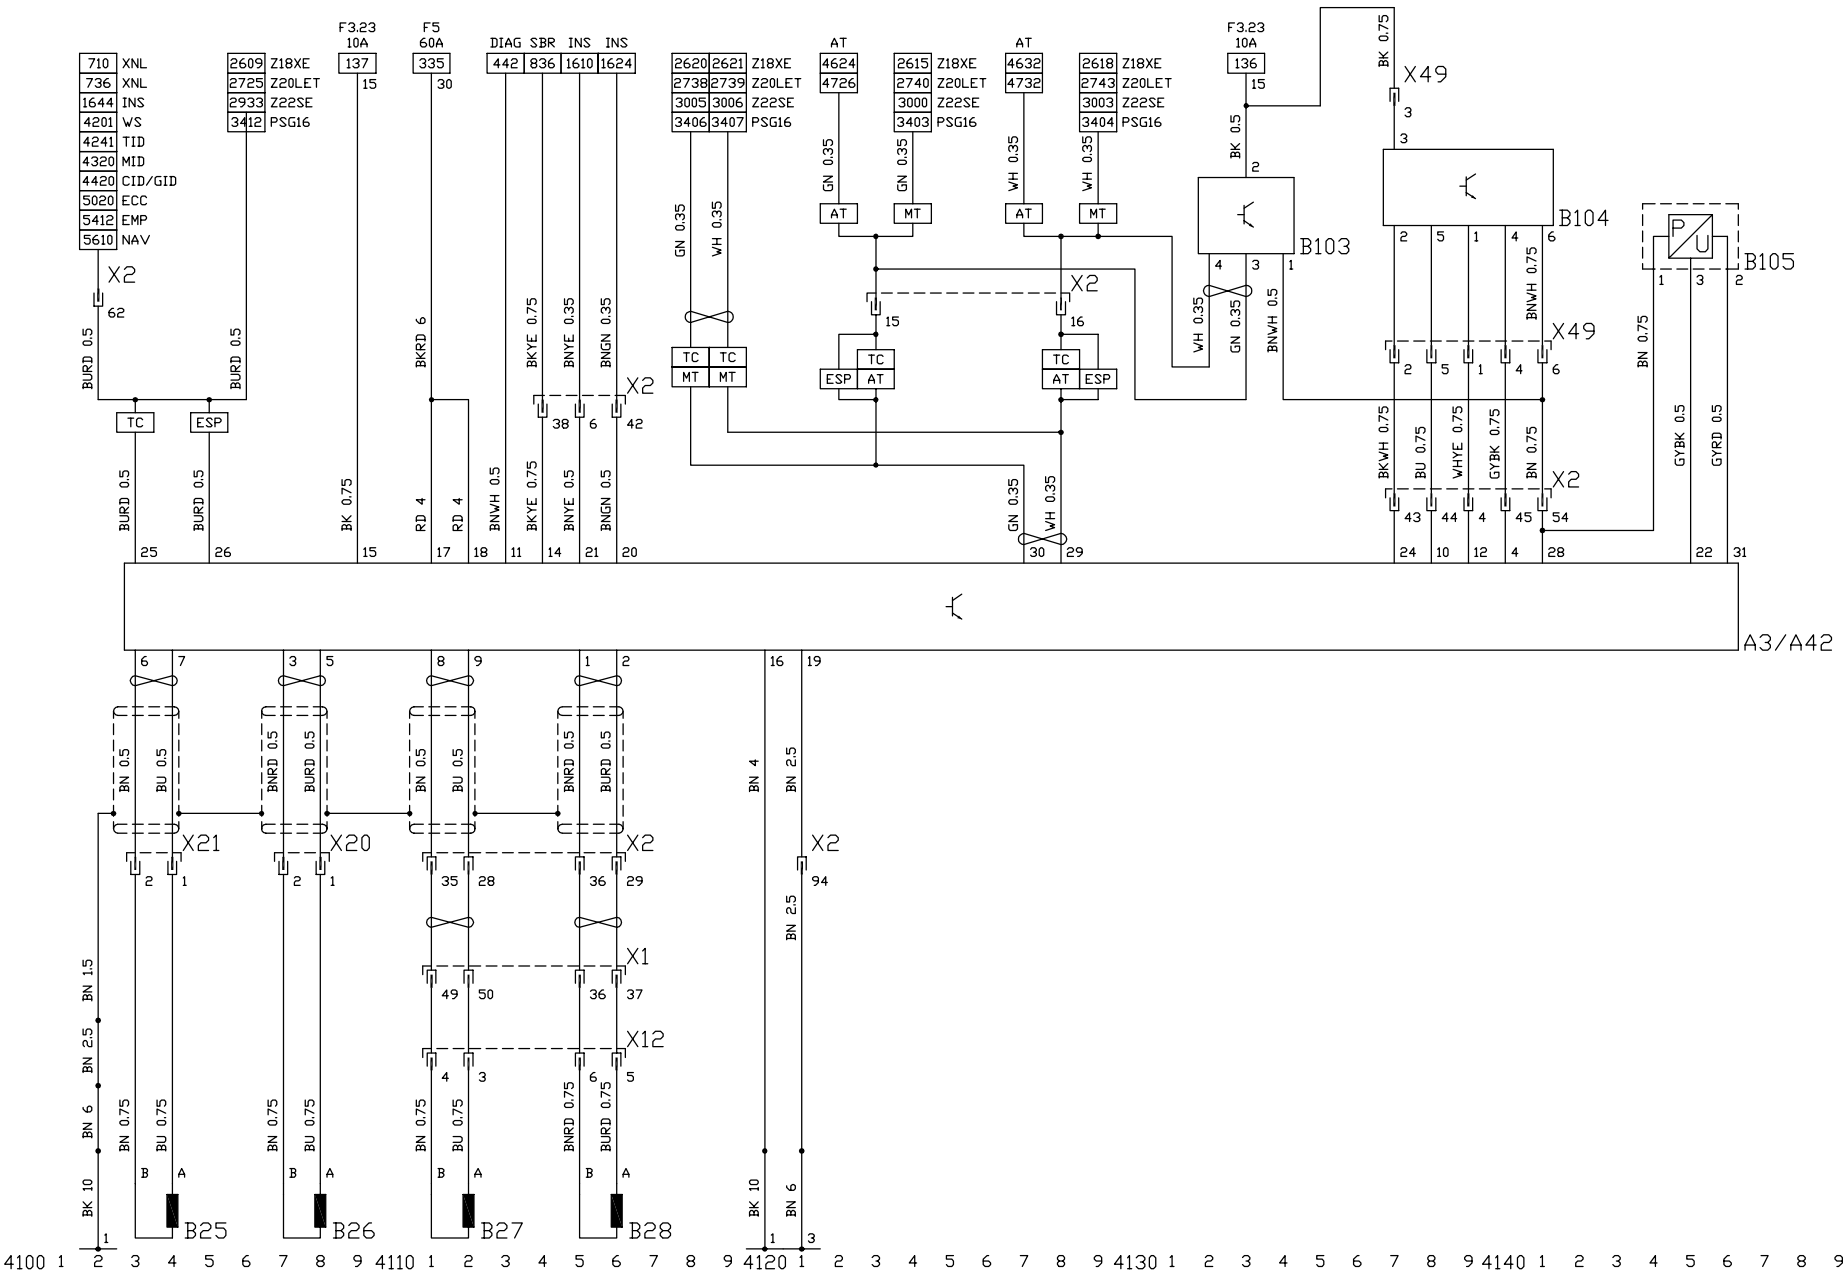 F3.23 F5 AT AT F3.23
10A 60A DIAG SBR INS INS 10A
710 XNL 2609 Z18XE 137 335 442 836 1610 1624 2620 2621 Z18XE 4624 2615 Z18XE 4632 2618 Z18XE 136
736 XNL 2725 Z20LET 15 30 2738 2739 Z20LET 4726 2740 Z20LET 4732 2743 Z20LET 15
1644 INS 2933 Z22SE 3005 3006 Z22SE 3000 Z22SE 3003 Z22SE
4201 WS 3412 PSG16 3406 3407 PSG16 3403 PSG16 3404 PSG16
4241 TID
4320 MID
4420 CID/GID
5020 ECC
5412 EMP
5610 NAV
BK 0.75 X49
3
3
BK 0.5
2
GN 0.35 GN 0.35 WH 0.35 WH 0.35
AT MT AT MT
GN 0.35 WH 0.35
B104
B103
B105
2 5 1 4 6
4 3 1
1 3 2
P U
X2
62
X2
15 16
WH 0.35 GN 0.35 BNWH 0.5
BNWH 0.75
X49
2 5 1 4 6
BURD 0.5 BURD 0.5 BKRD 6 BKYE 0.75 BNYE 0.35 BNGN 0.35
BN 0.75
TC TC TC TC
MT MT ESP AT AT ESP
X2
38 6 42
TC ESP
BKWH 0.75 BU 0.75 WHYE 0.75 GYBK 0.75 BN 0.75
GYBK 0.5 GYRD 0.5
X2
43 44 4 45 54
BURD 0.5 BURD 0.5 BK 0.75 RD 4 RD 4 BNWH 0.5 BKYE 0.75 BNYE 0.5 BNGN 0.5 GN 0.35 WH 0.35
25 26 15 17 18 11 14 21 20 30 29 24 10 12 4 28 22 31
A3/A42
6 7 3 5 8 9 1 2 16 19
BN 0.5 BU 0.5 BNRD 0.5 BURD 0.5 BN 0.5 BU 0.5 BNRD 0.5 BURD 0.5 BN 4 BN 2.5
X21 X20 X2 X2
2 1 2 1 35 28 36 29 94
BN 2.5
X1
49 50 36 37
BN 1.5
X12
4 3 6 5
BN 2.5
BN 6 BN 0.75 BU 0.75 BN 0.75 BU 0.75 BN 0.75 BU 0.75 BNRD 0.75 BURD 0.75
B A B A B A B A
BK 10 BK 10 BN 6
B25 B26 B27 B28
1 1 3
4100 1 2 3 4 5 6 7 8 9 4110 1 2 3 4 5 6 7 8 9 4120 1 2 3 4 5 6 7 8 9 4130 1 2 3 4 5 6 7 8 9 4140 1 2 3 4 5 6 7 8 9